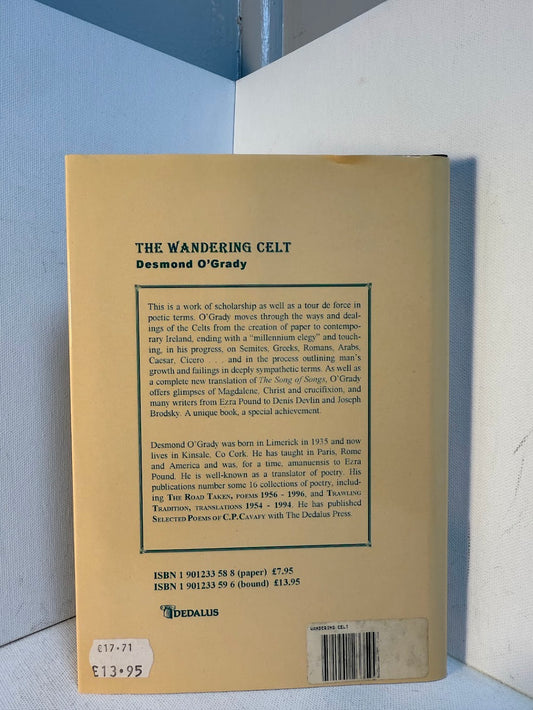 THE WANDERING CELT
Desmond O'Grady
This is a work of scholarship as well as a tour de force in
poetic terms. O'Grady moves through the ways and deal-
ings of the Celts from the creation of paper to contempo-
rary Ireland, ending with a "millennium elegy" and touch-
ing, in his progress, on Semites, Greeks, Romans, Arabs,
Caesar, Cicero . . . and in the process outlining man's
growth and failings in deeply sympathetic terms. As well as
a complete new translation of The Song of Songs, O'Grady
offers glimpses of Magdalene, Christ and crucifixion, and
many writers from Ezra Pound to Denis Devlin and Joseph
Brodsky. A unique book, a special achievement.
Desmond O'Grady was born in Limerick in 1935 and now
lives in Kinsale, Co Cork. He has taught in Paris, Rome
and America and was, for a time, amanuensis to Ezra
Pound. He is well-known as a translator of poetry. His
publications number some 16 collections of poetry, includ-
ing THE ROAD TAKEN, POEMS 1956 - 1996, and TRAWLING
TRADITION, TRANSLATIONS 1954 - 1994. He has published
SELECTED POEMS OF C.P.CAVAFY with The Dedalus Press.
ISBN 1 901233 58 8 (paper) £7.95
ISBN 1 901233 59 6 (bound) £13.95
DEDALUS
€17.71
£13.95
WANDERING CELT